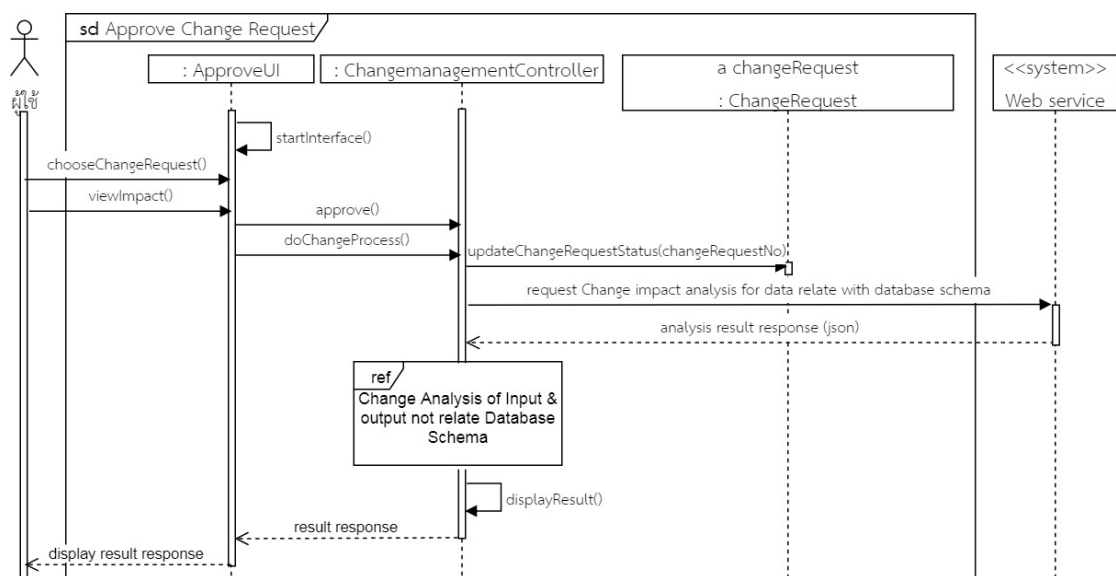 sd Approve Change Request
: ApproveUI
: ChangemanagementController
a changeRequest
: ChangeRequest
<<system>>
Web service
ผู้ใช้
startInterface()
chooseChangeRequest()
viewImpact()
approve()
doChangeProcess()
updateChangeRequestStatus(changeRequestNo)
request Change impact analysis for data relate with database schema
analysis result response (json)
ref
Change Analysis of Input &
output not relate Database
Schema
displayResult()
result response
display result response